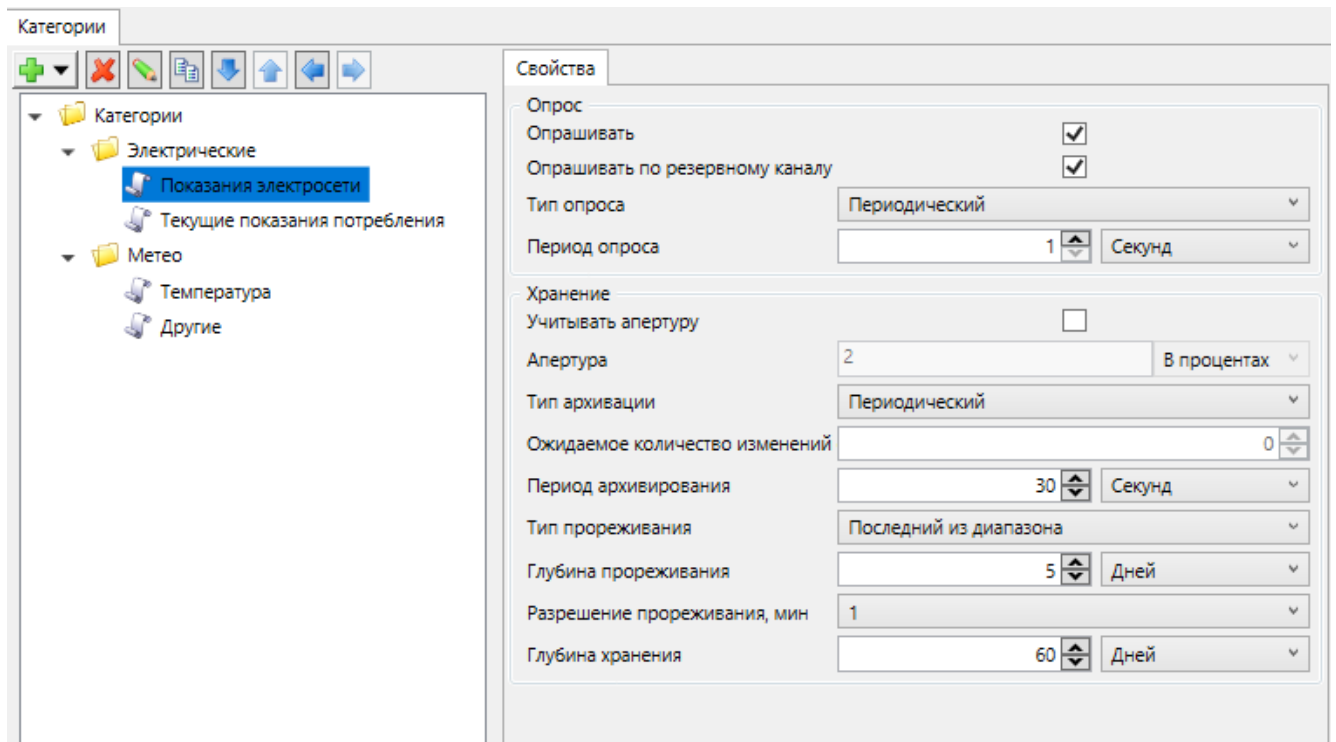 Категории
Категории
Электрические
Показания электросети
Текущие показания потребления
Метео
Температура
Другие
Свойства
Опрос
Опрашивать
Опрашивать по резервному каналу
Тип опроса Периодический
Период опроса 1 Секунд
Хранение
Учитывать апертуру
Апертура 2 В процентах
Тип архивации Периодический
Ожидаемое количество изменений 0
Период архивирования 30 Секунд
Тип прореживания Последний из диапазона
Глубина прореживания 5 Дней
Разрешение прореживания, мин 1
Глубина хранения 60 Дней